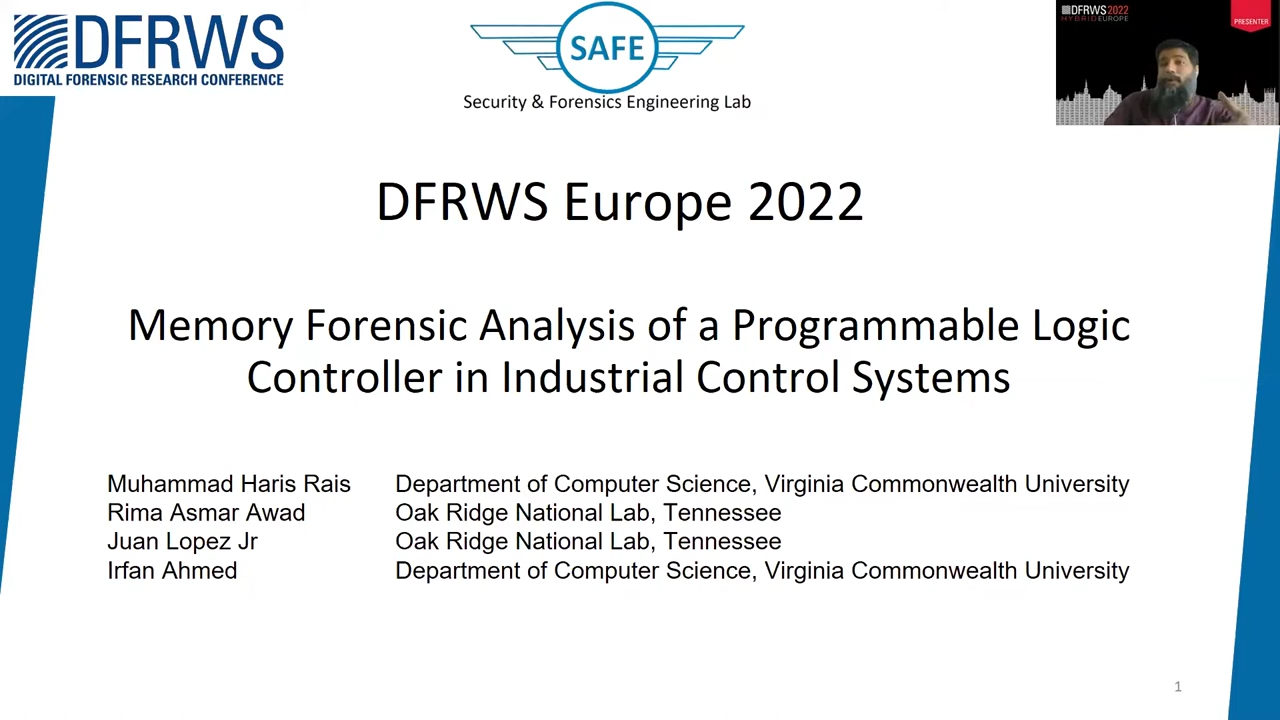 DFRWS
DIGITAL FORENSIC RESEARCH CONFERENCE
SAFE
Security & Forensics Engineering Lab
DFRWS2022
HYBRID EUROPE
PRESENTER
DFRWS Europe 2022
Memory Forensic Analysis of a Programmable Logic
Controller in Industrial Control Systems
Muhammad Haris Rais Department of Computer Science, Virginia Commonwealth University
Rima Asmar Awad Oak Ridge National Lab, Tennessee
Juan Lopez Jr Oak Ridge National Lab, Tennessee
Irfan Ahmed Department of Computer Science, Virginia Commonwealth University
1